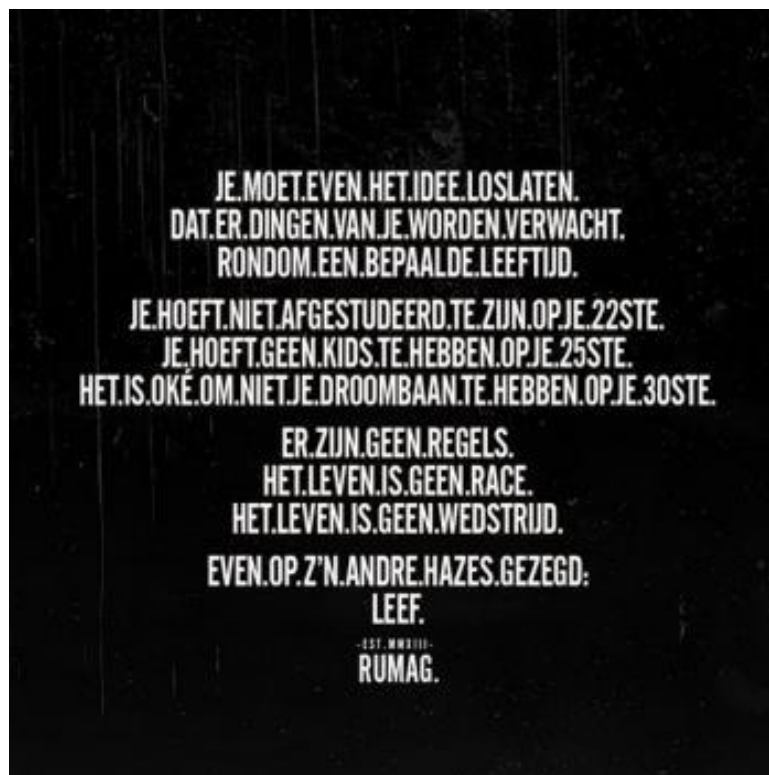 JE.MOET.EVEN.HET.IDEE.LOSLATEN.
DAT.ER.DINGEN.VAN.JE.WORDEN.VERWACHT.
RONDOM.EEN.BEPAALDE.LEEFTIJD.
JE.HOEFT.NIET.AFGESTUDEERD.TE.ZIJN.OP.JE.22STE.
JE.HOEFT.GEEN.KIDS.TE.HEBBEN.OP.JE.25STE.
HET.IS.OKÉ.OM.NIET.JE.DROOMBAAN.TE.HEBBEN.OP.JE.30STE.
ER.ZIJN.GEEN.REGELS.
HET.LEVEN.IS.GEEN.RACE.
HET.LEVEN.IS.GEEN.WEDSTRIJD.
EVEN.OP.Z'N.ANDRE.HAZES.GEZEGD:
LEEF.
-EST.MMXIII-
RUMAG.